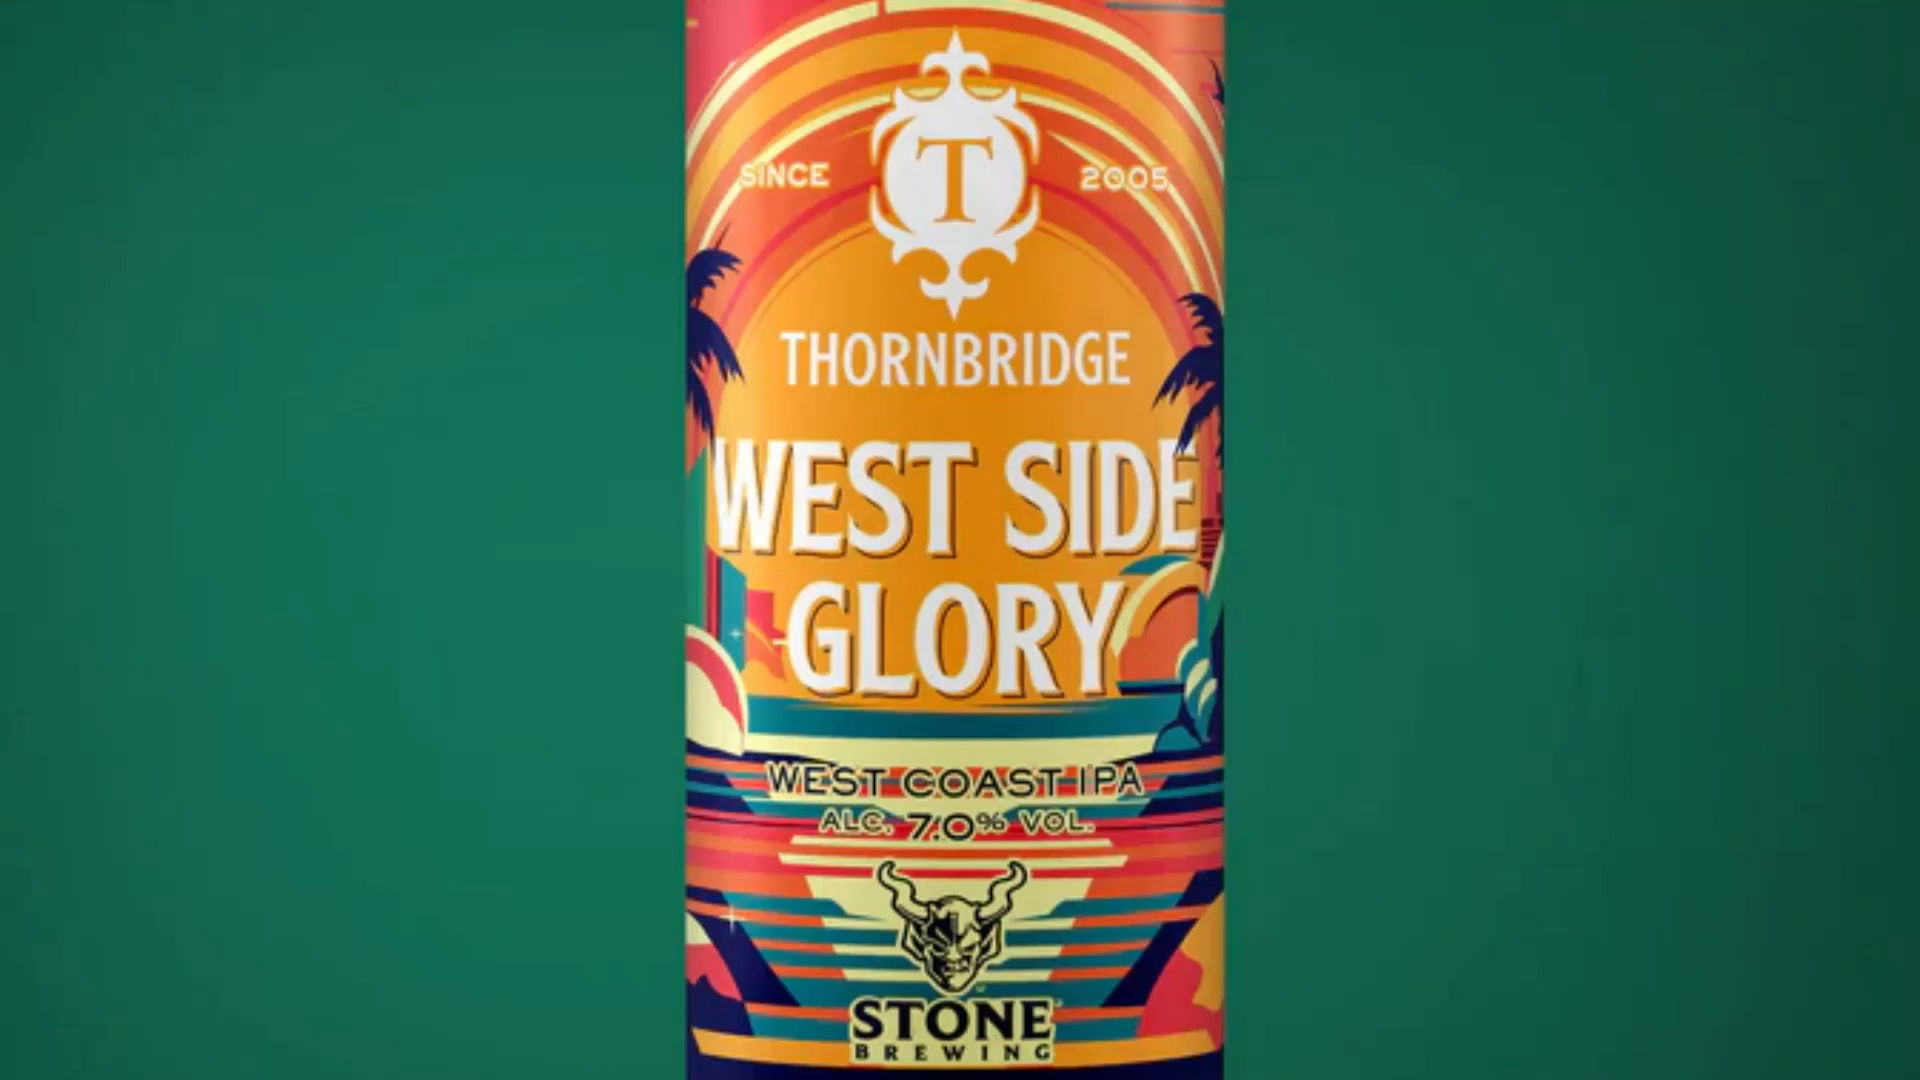 SINCE T 2005
THORNBRIDGE
WEST SIDE
GLORY
WEST COAST IPA
ALC. 7.0% VOL.
STONE
BREWING